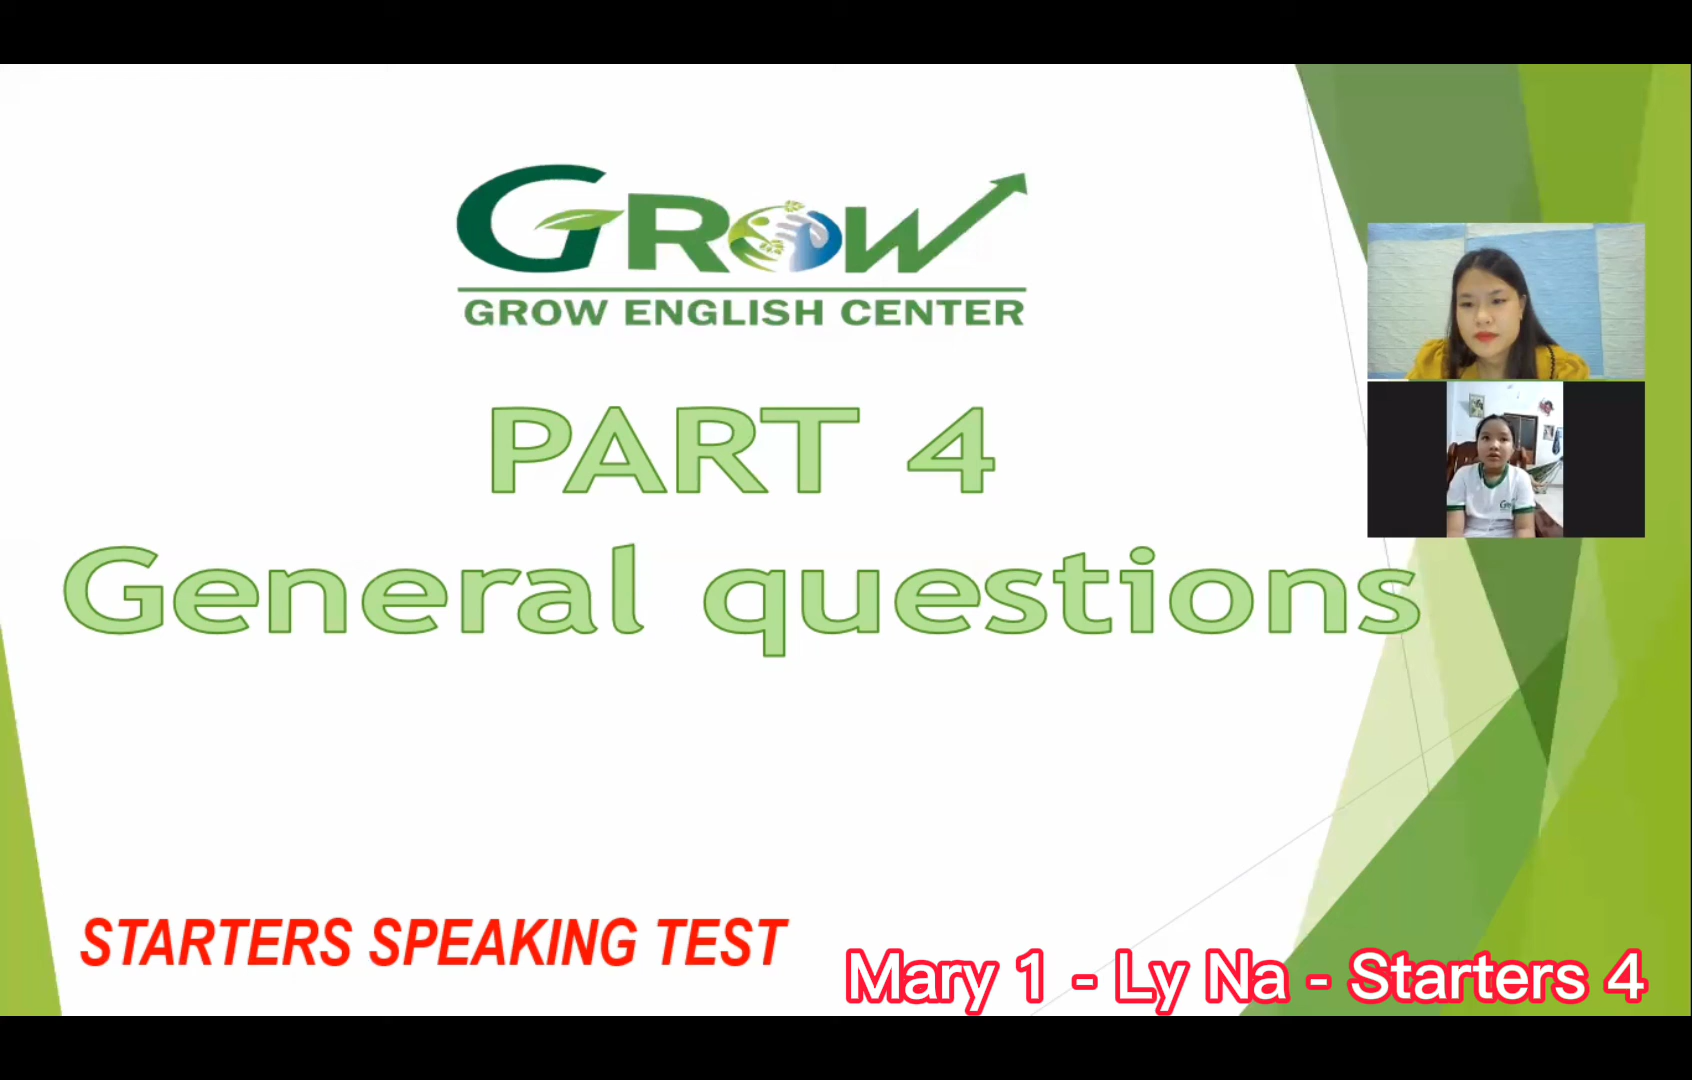 GROW
GROW ENGLISH CENTER
PART 4
General questions
STARTERS SPEAKING TEST
Mary 1 - Ly Na - Starters 4